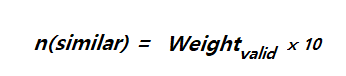 n(similar) = Weight_valid x 10